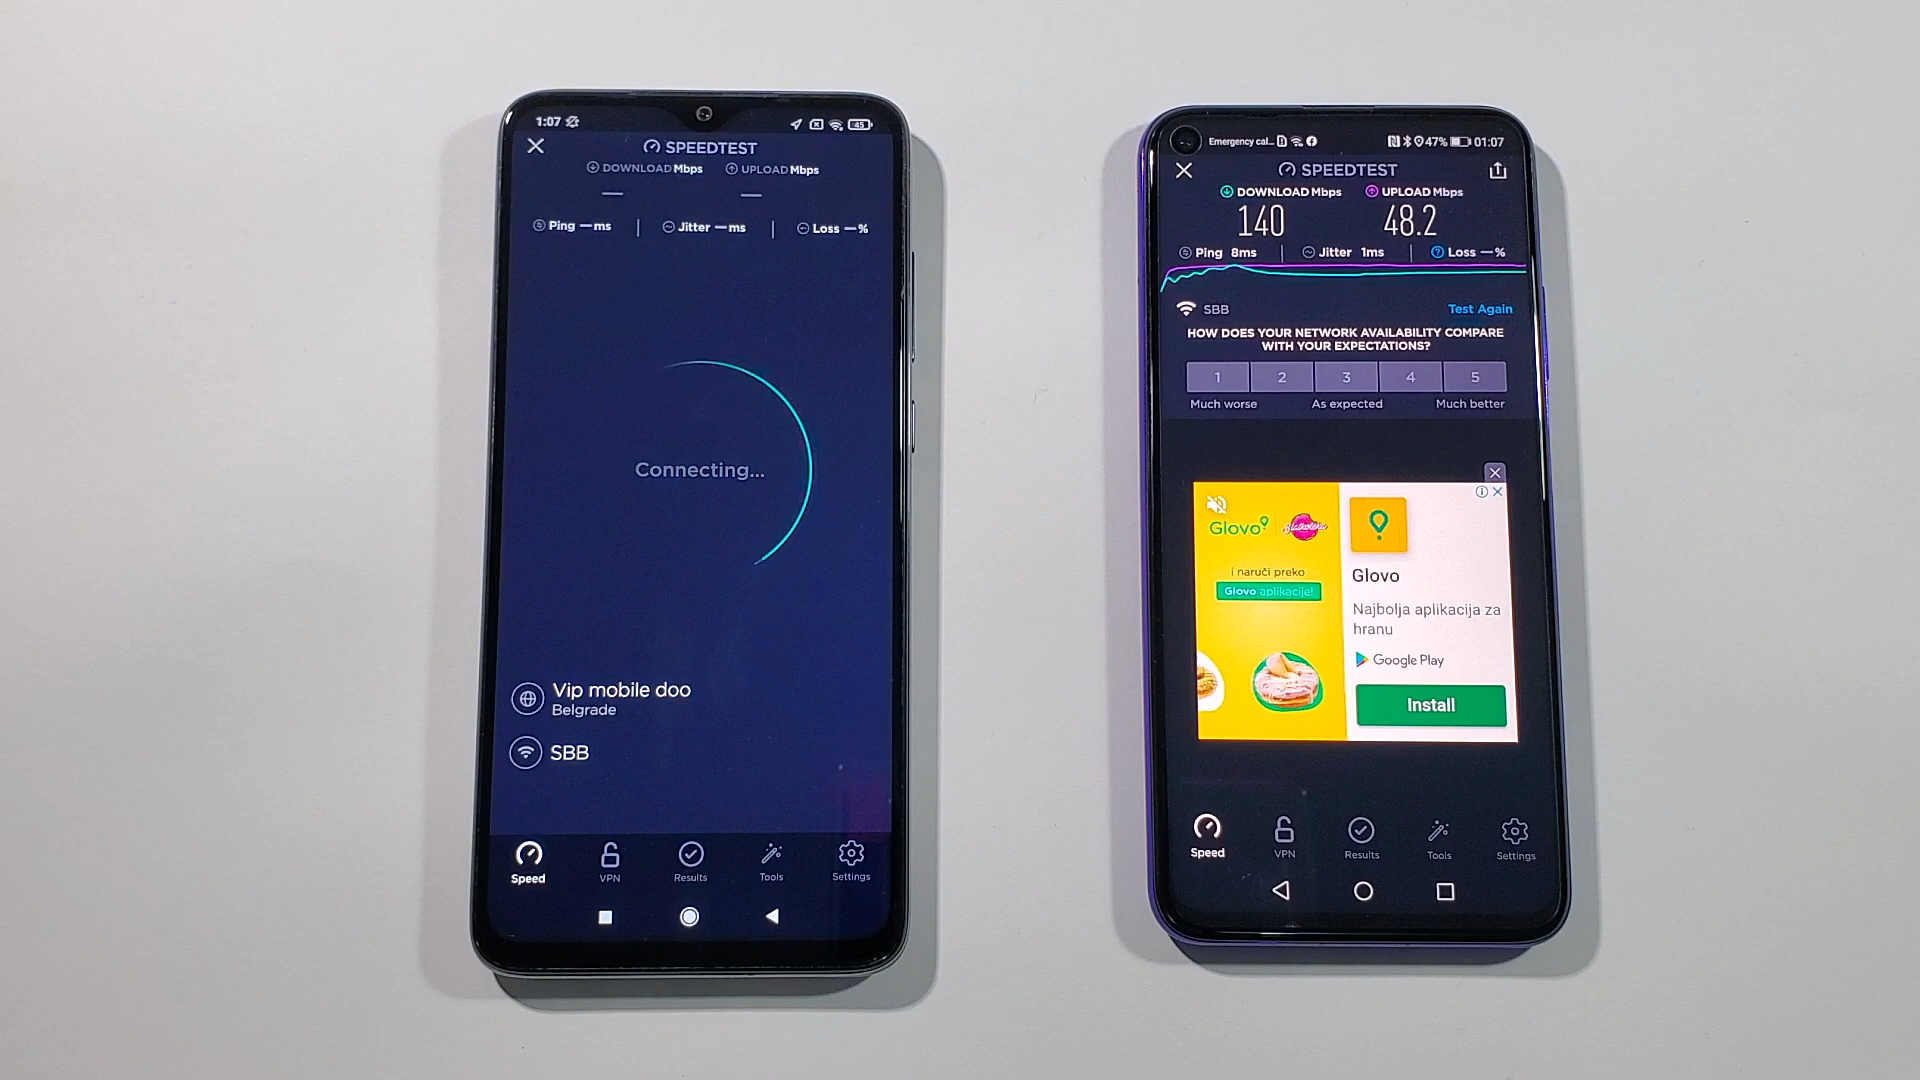 1:07
45
SPEEDTEST
DOWNLOAD Mbps
UPLOAD Mbps
Ping — ms
Jitter — ms
Loss — %
Connecting...
Vip mobile doo
Belgrade
SBB
Speed
VPN
Results
Tools
Settings
Emergency cal...
47%
01:07
SPEEDTEST
DOWNLOAD Mbps
UPLOAD Mbps
140
48.2
Ping 8ms
Jitter 1ms
Loss — %
SBB
Test Again
HOW DOES YOUR NETWORK AVAILABILITY COMPARE
WITH YOUR EXPECTATIONS?
1 2 3 4 5
Much worse
As expected
Much better
Glovo
i naruči preko
Glovo aplikacije!
Glovo
Najbolja aplikacija za
hranu
Google Play
Install
Speed
VPN
Results
Tools
Settings